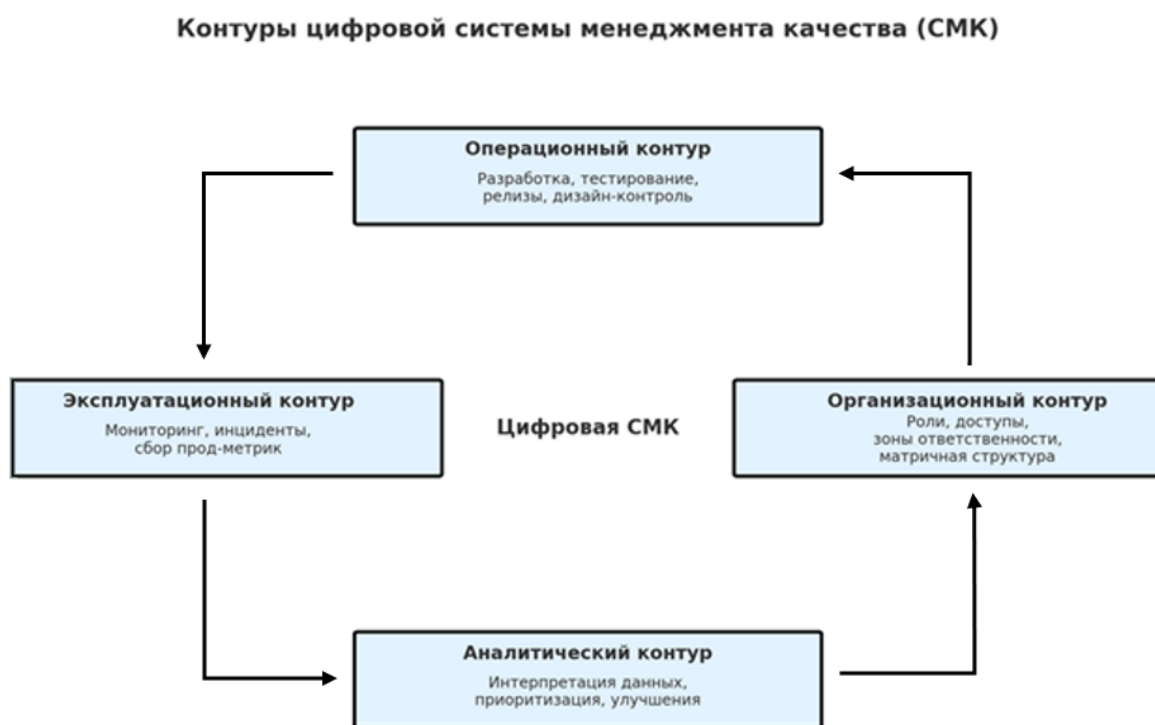 Контуры цифровой системы менеджмента качества (СМК)
Операционный контур
Разработка, тестирование,
релизы, дизайн-контроль
Эксплуатационный контур
Мониторинг, инциденты,
сбор прод-метрик
Цифровая СМК
Организационный контур
Роли, доступы,
зоны ответственности,
матричная структура
Аналитический контур
Интерпретация данных,
приоритизация, улучшения